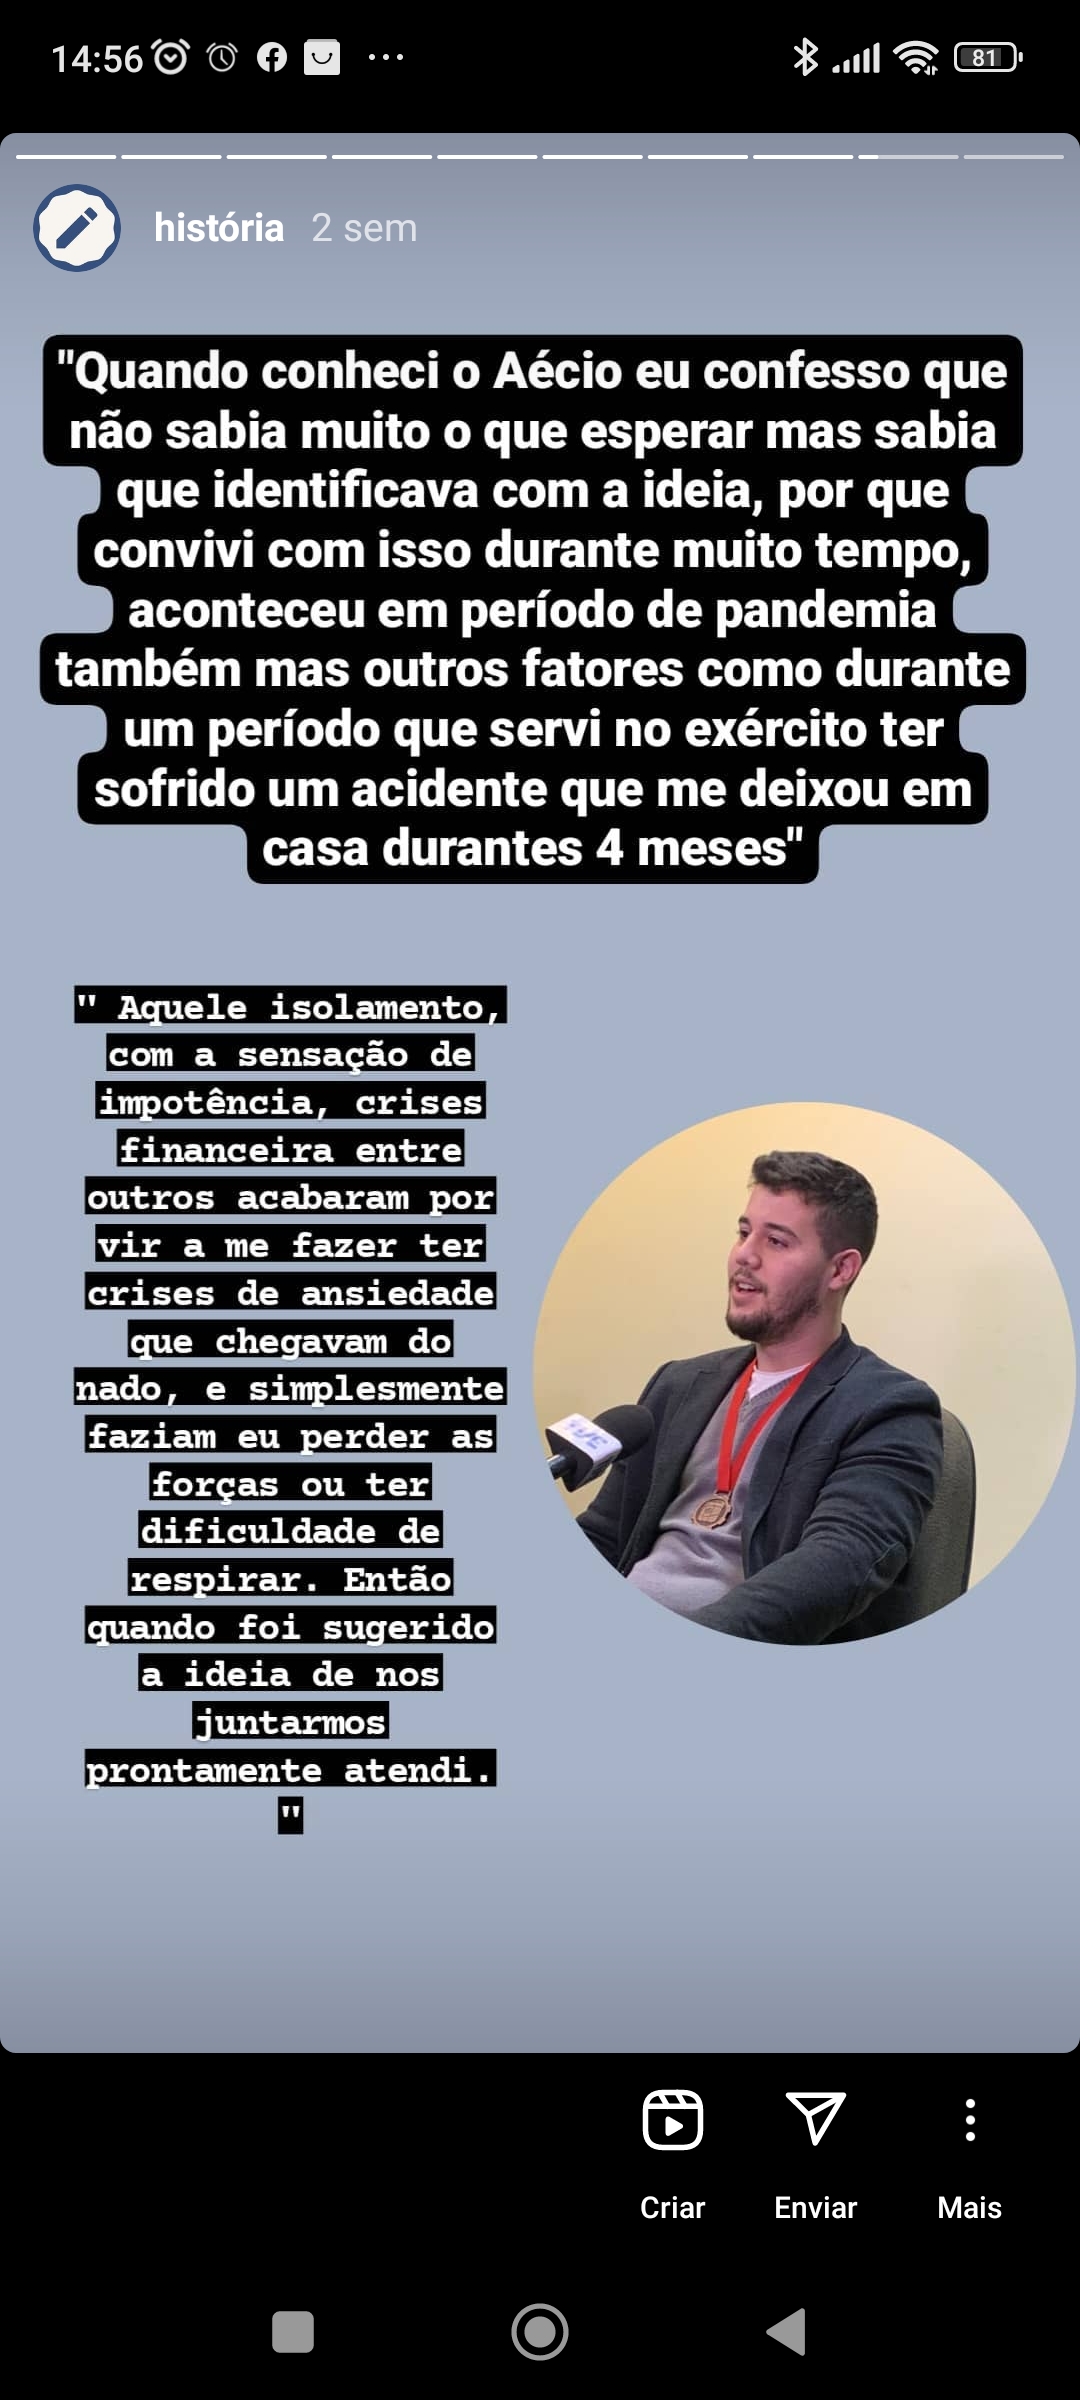 14:56
81
história 2 sem
"Quando conheci o Aécio eu confesso que
não sabia muito o que esperar mas sabia
que identificava com a ideia, por que
convivi com isso durante muito tempo,
aconteceu em período de pandemia
também mas outros fatores como durante
um período que servi no exército ter
sofrido um acidente que me deixou em
casa durantes 4 meses"
" Aquele isolamento,
com a sensação de
impotência, crises
financeira entre
outros acabaram por
vir a me fazer ter
crises de ansiedade
que chegavam do
nado, e simplesmente
faziam eu perder as
forças ou ter
dificuldade de
respirar. Então
quando foi sugerido
a ideia de nos
juntarmos
prontamente atendi.
"
Criar Enviar Mais